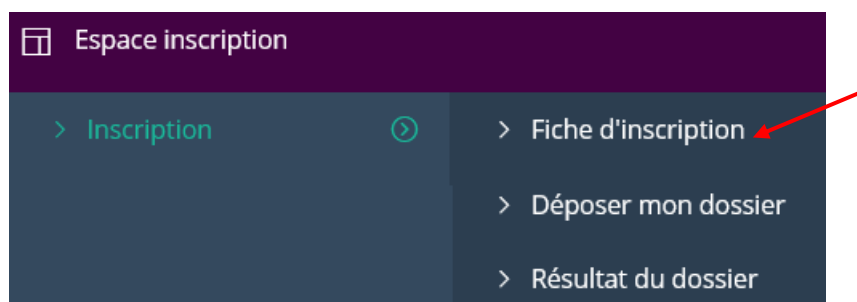 Espace inscription
Inscription
Fiche d'inscription
Déposer mon dossier
Résultat du dossier